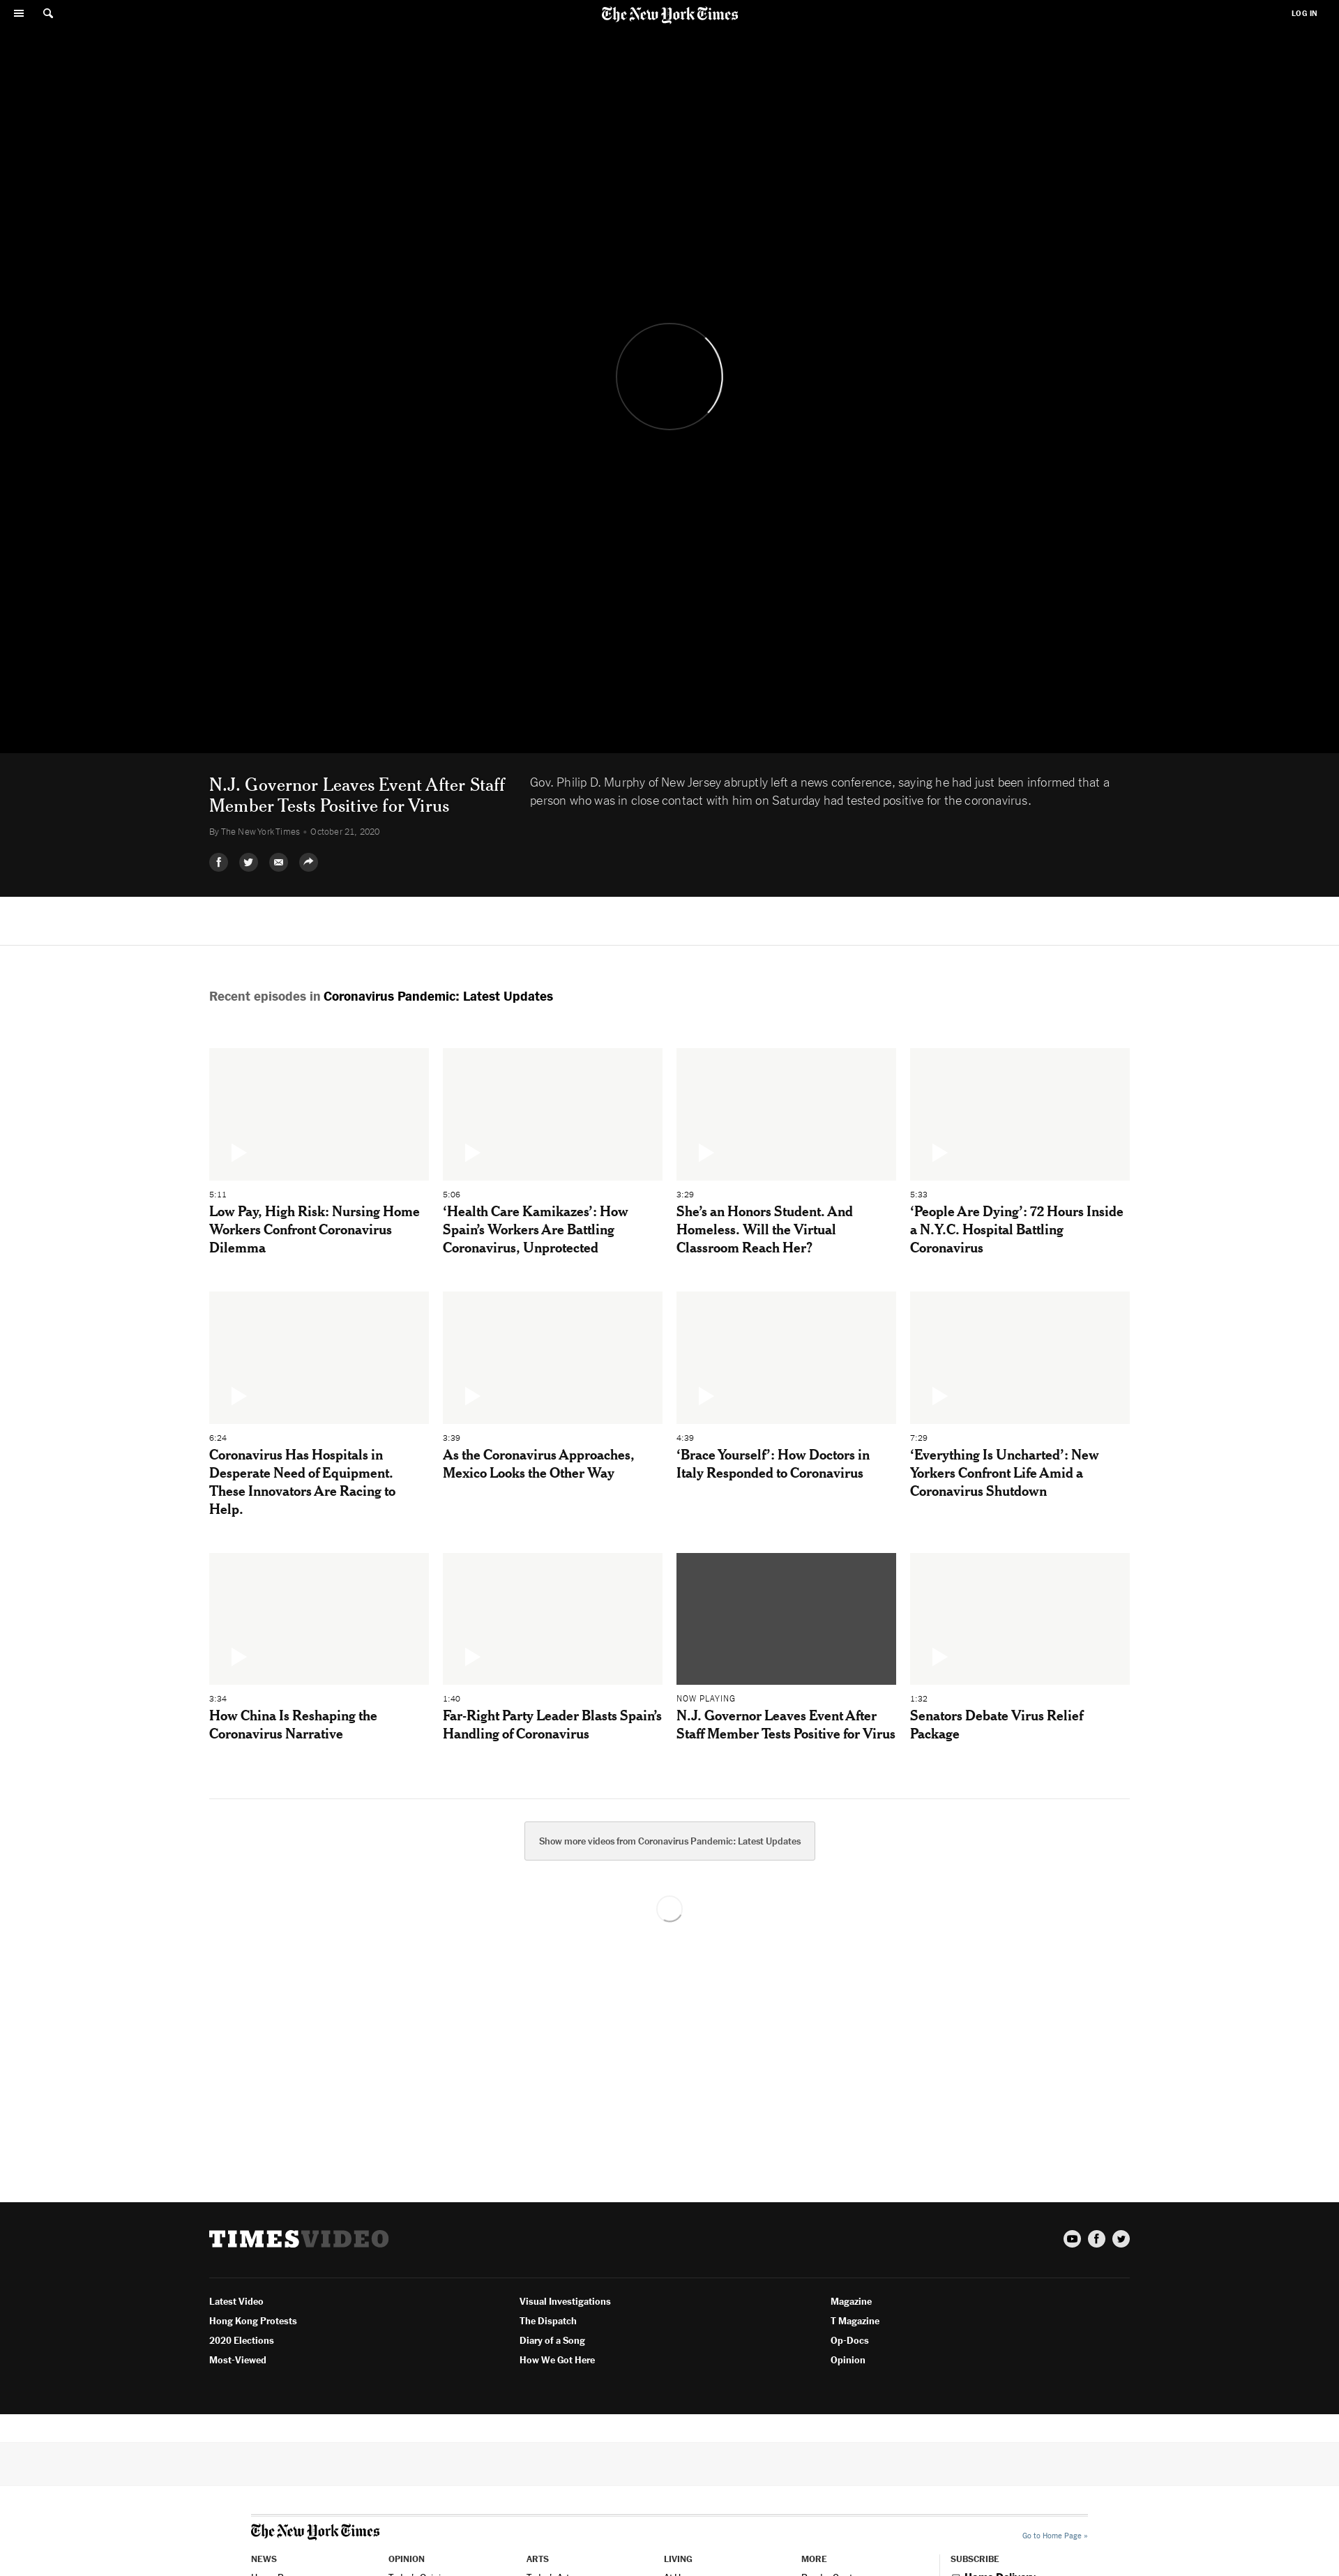 The New York Times
LOG IN
N.J. Governor Leaves Event After Staff
Member Tests Positive for Virus
By The New York Times • October 21, 2020
Gov. Philip D. Murphy of New Jersey abruptly left a news conference, saying he had just been informed that a
person who was in close contact with him on Saturday had tested positive for the coronavirus.
Recent episodes in Coronavirus Pandemic: Latest Updates
5:11
Low Pay, High Risk: Nursing Home
Workers Confront Coronavirus
Dilemma
5:06
‘Health Care Kamikazes’: How
Spain’s Workers Are Battling
Coronavirus, Unprotected
3:29
She’s an Honors Student. And
Homeless. Will the Virtual
Classroom Reach Her?
5:33
‘People Are Dying’: 72 Hours Inside
a N.Y.C. Hospital Battling
Coronavirus
6:24
Coronavirus Has Hospitals in
Desperate Need of Equipment.
These Innovators Are Racing to
Help.
3:39
As the Coronavirus Approaches,
Mexico Looks the Other Way
4:39
‘Brace Yourself’: How Doctors in
Italy Responded to Coronavirus
7:29
‘Everything Is Uncharted’: New
Yorkers Confront Life Amid a
Coronavirus Shutdown
3:34
How China Is Reshaping the
Coronavirus Narrative
1:40
Far-Right Party Leader Blasts Spain’s
Handling of Coronavirus
NOW PLAYING
N.J. Governor Leaves Event After
Staff Member Tests Positive for Virus
1:32
Senators Debate Virus Relief
Package
Show more videos from Coronavirus Pandemic: Latest Updates
TIMESVIDEO
Latest Video
Hong Kong Protests
2020 Elections
Most-Viewed
Visual Investigations
The Dispatch
Diary of a Song
How We Got Here
Magazine
T Magazine
Op-Docs
Opinion
The New York Times
Go to Home Page »
NEWS
OPINION
ARTS
LIVING
MORE
SUBSCRIBE